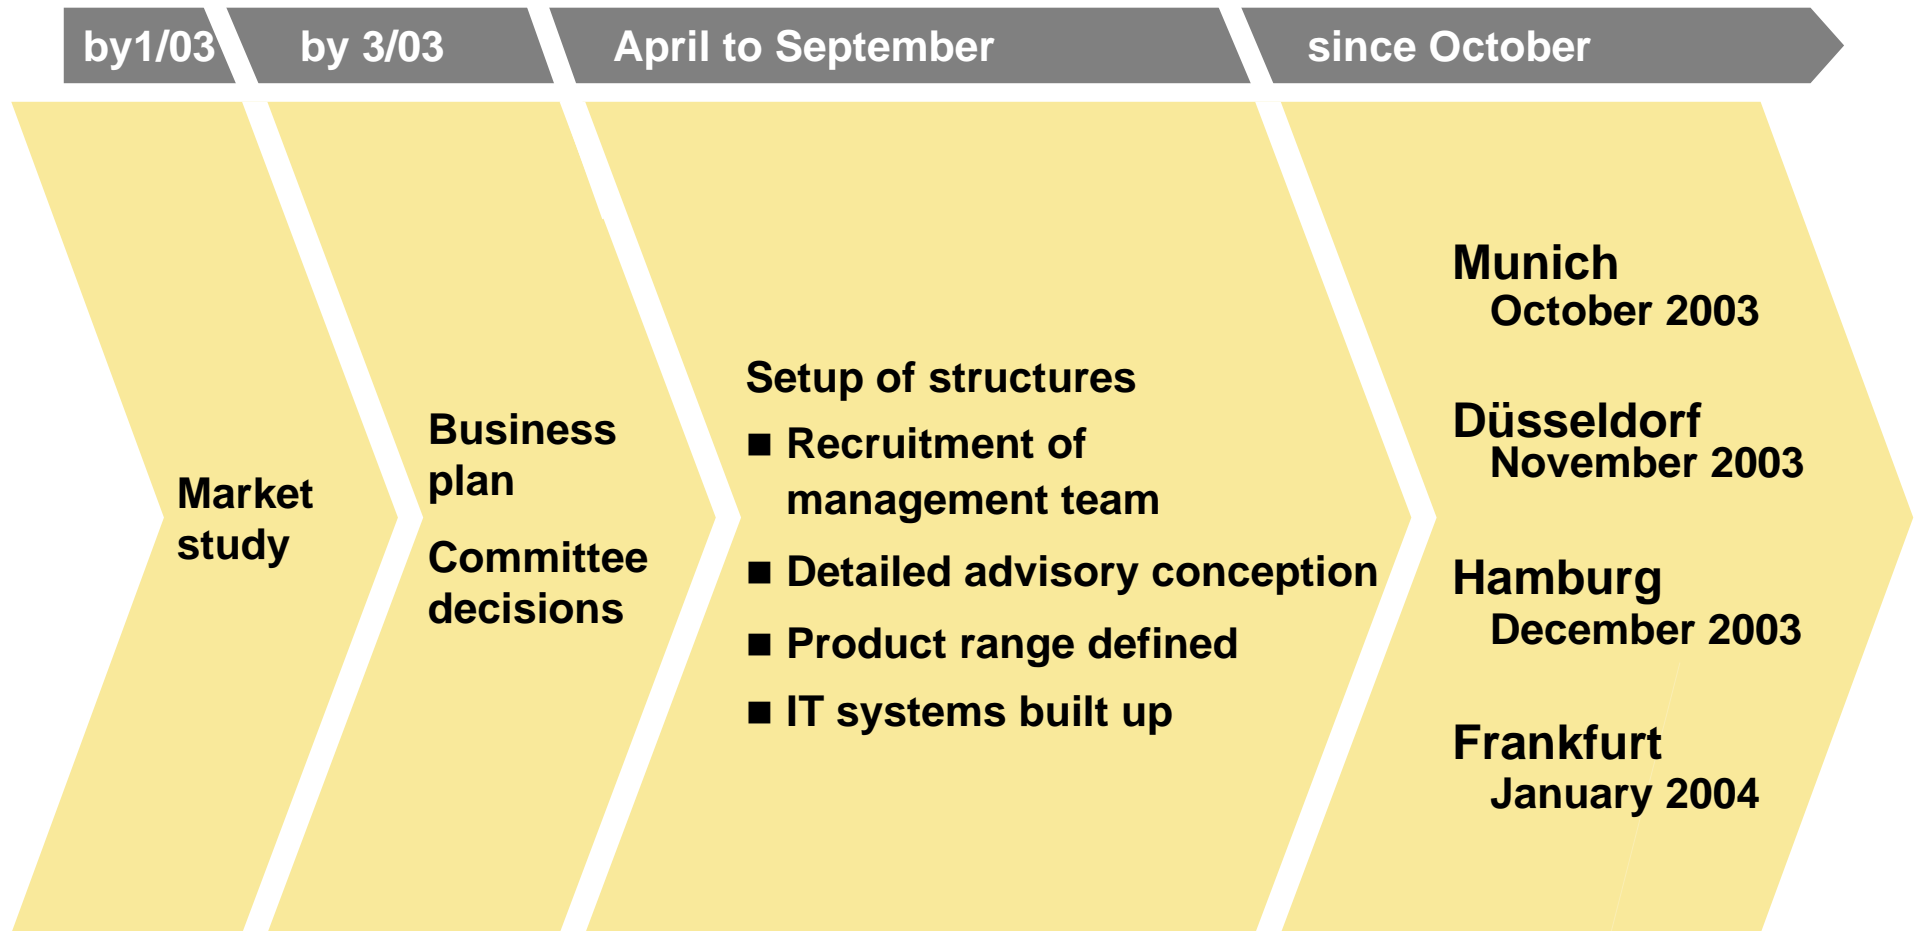 by1/03
by 3/03
April to September
since October
Market
study
Business
plan
Committee
decisions
Setup of structures
■ Recruitment of
management team
■ Detailed advisory conception
■ Product range defined
■ IT systems built up
Munich
October 2003
Düsseldorf
November 2003
Hamburg
December 2003
Frankfurt
January 2004